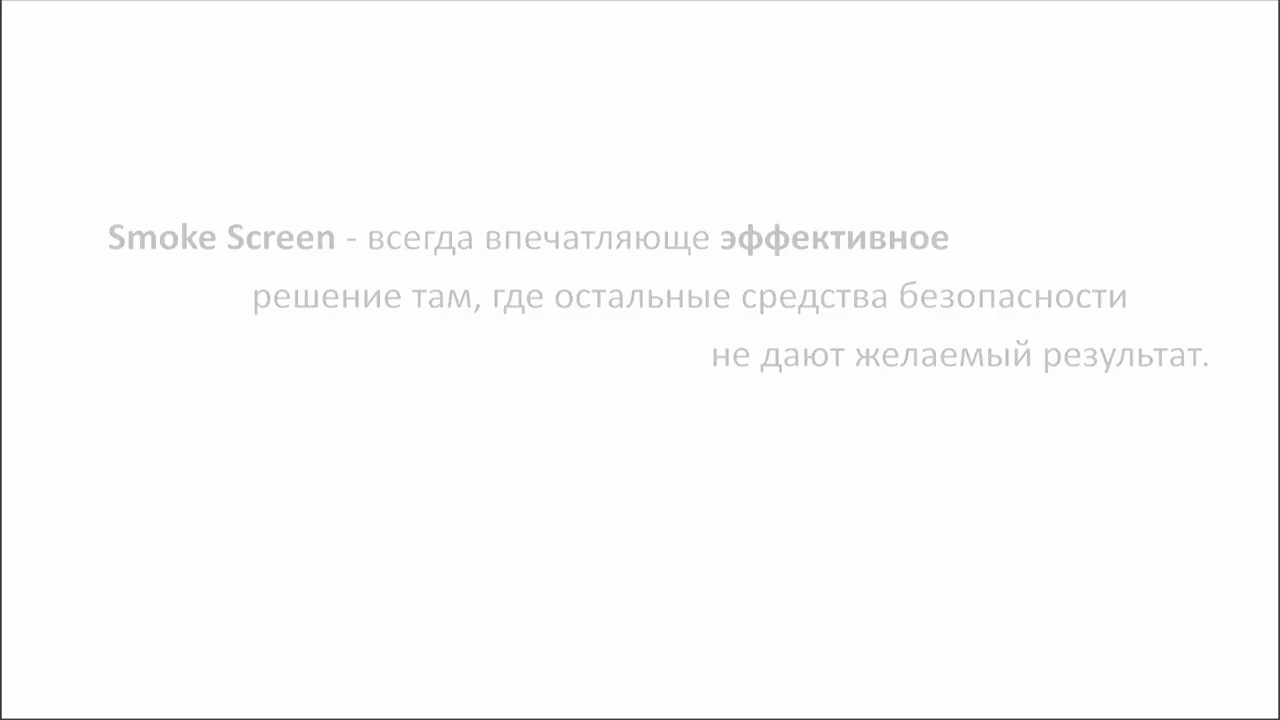 Smoke Screen - всегда впечатляюще эффективное
решение там, где остальные средства безопасности
не дают желаемый результат.